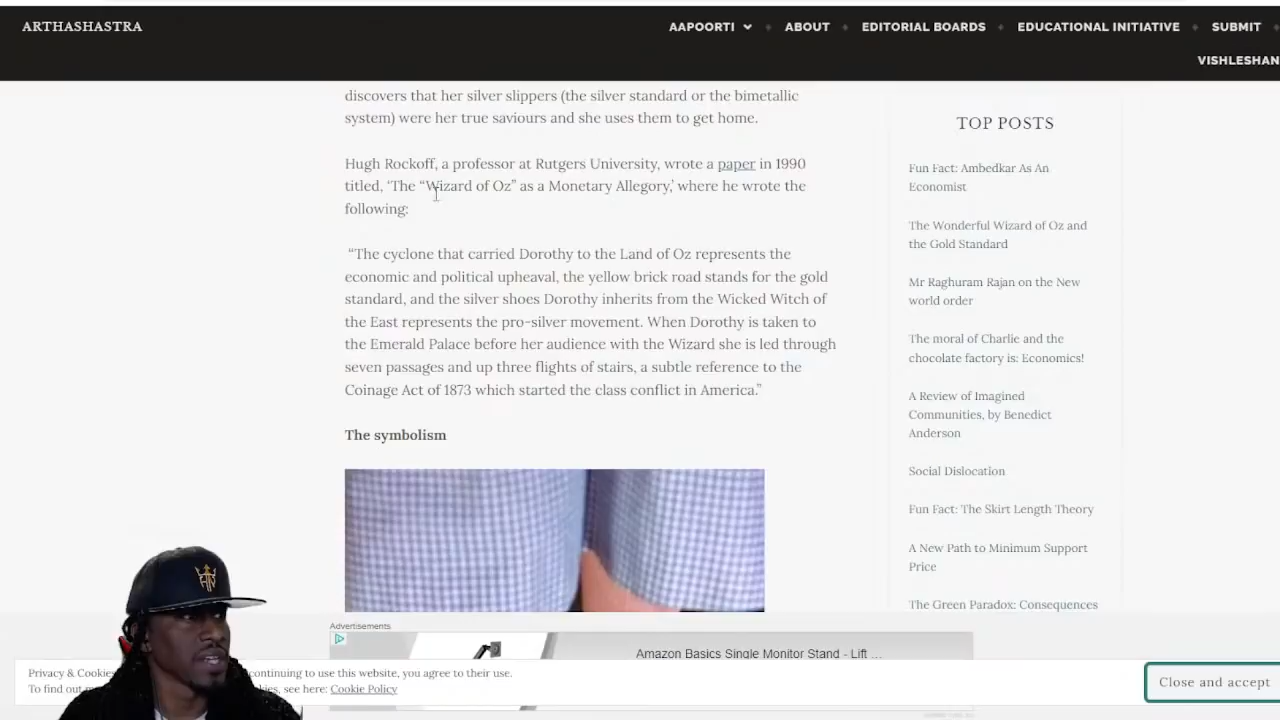 ARTHASHASTRA
AAPOORTI
ABOUT
EDITORIAL BOARDS
EDUCATIONAL INITIATIVE
SUBMIT
VISHLESHAN
discovers that her silver slippers (the silver standard or the bimetallic
system) were her true saviours and she uses them to get home.
Hugh Rockoff, a professor at Rutgers University, wrote a paper in 1990
titled, ‘The “Wizard of Oz” as a Monetary Allegory,’ where he wrote the
following:
“The cyclone that carried Dorothy to the Land of Oz represents the
economic and political upheaval, the yellow brick road stands for the gold
standard, and the silver shoes Dorothy inherits from the Wicked Witch of
the East represents the pro-silver movement. When Dorothy is taken to
the Emerald Palace before her audience with the Wizard she is led through
seven passages and up three flights of stairs, a subtle reference to the
Coinage Act of 1873 which started the class conflict in America.”
The symbolism
TOP POSTS
Fun Fact: Ambedkar As An
Economist
The Wonderful Wizard of Oz and
the Gold Standard
Mr Raghuram Rajan on the New
world order
The moral of Charlie and the
chocolate factory is: Economics!
A Review of Imagined
Communities, by Benedict
Anderson
Social Dislocation
Fun Fact: The Skirt Length Theory
A New Path to Minimum Support
Price
The Green Paradox: Consequences
Advertisements
Amazon Basics Single Monitor Stand - Lift ...
Privacy & Cookies continuing to use this website, you agree to their use.
To find out see here: Cookie Policy
Close and accept